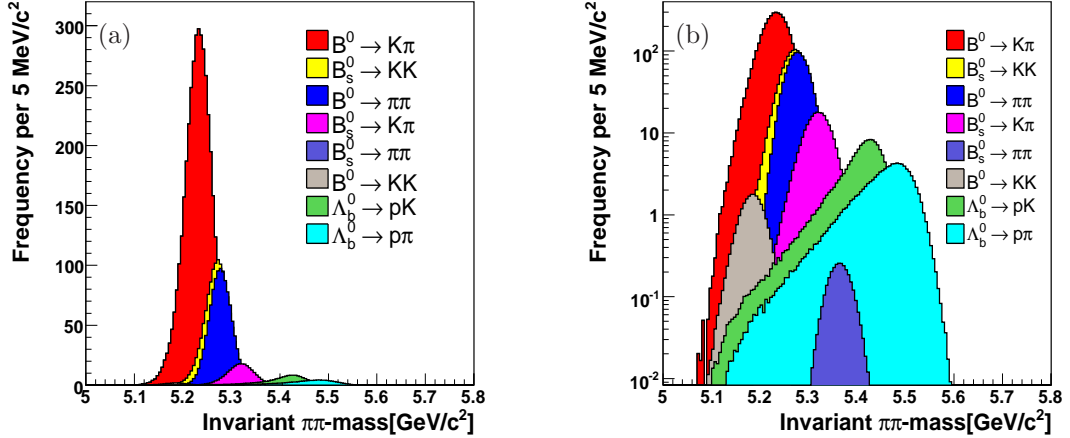 (a)
Frequency per 5 MeV/c²
300
250
200
150
100
50
0
B⁰ → Kπ
B⁰ₛ → KK
B⁰ → ππ
B⁰ₛ → Kπ
B⁰ₛ → ππ
B⁰ → KK
Λ⁰_b → pK
Λ⁰_b → pπ
5 5.1 5.2 5.3 5.4 5.5 5.6 5.7 5.8
Invariant ππ-mass[GeV/c²]
(b)
Frequency per 5 MeV/c²
10²
10
1
10⁻¹
10⁻²
B⁰ → Kπ
B⁰ₛ → KK
B⁰ → ππ
B⁰ₛ → Kπ
B⁰ₛ → ππ
B⁰ → KK
Λ⁰_b → pK
Λ⁰_b → pπ
5 5.1 5.2 5.3 5.4 5.5 5.6 5.7 5.8
Invariant ππ-mass[GeV/c²]